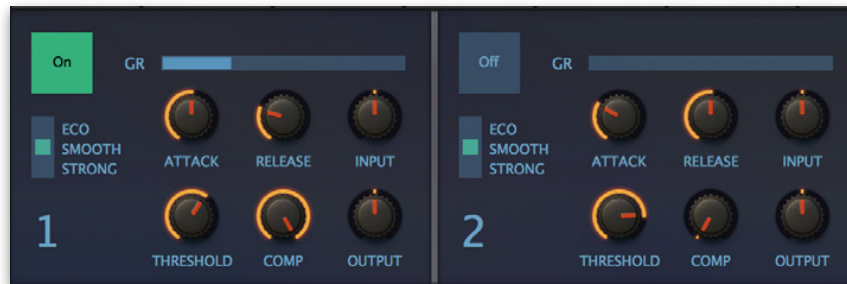 On GR
ECO
SMOOTH
STRONG
ATTACK RELEASE INPUT
1
THRESHOLD COMP OUTPUT
Off GR
ECO
SMOOTH
STRONG
ATTACK RELEASE INPUT
2
THRESHOLD COMP OUTPUT